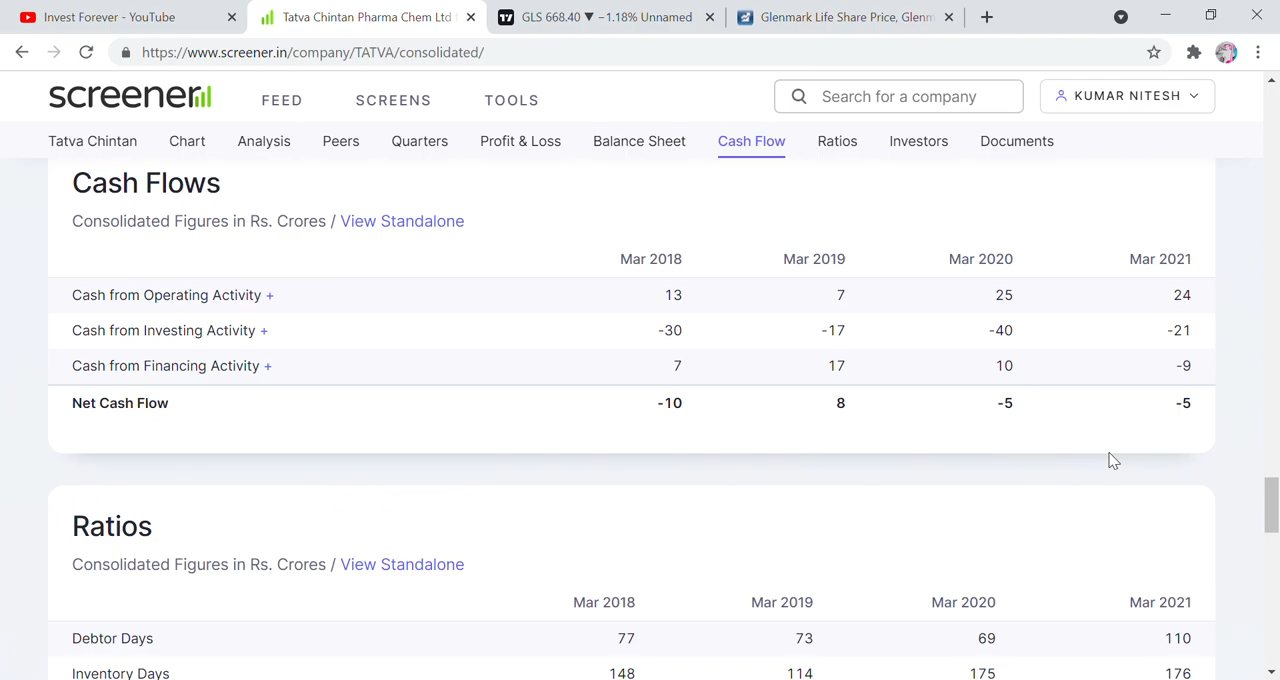 Invest Forever - YouTube
Tatva Chintan Pharma Chem Ltd
GLS 668.40 ▼ −1.18% Unnamed
Glenmark Life Share Price, Glenm
https://www.screener.in/company/TATVA/consolidated/
screener
FEED
SCREENS
TOOLS
Search for a company
KUMAR NITESH
Tatva Chintan
Chart
Analysis
Peers
Quarters
Profit & Loss
Balance Sheet
Cash Flow
Ratios
Investors
Documents
Cash Flows
Consolidated Figures in Rs. Crores / View Standalone
Mar 2018 Mar 2019 Mar 2020 Mar 2021
Cash from Operating Activity + 13 7 25 24
Cash from Investing Activity + -30 -17 -40 -21
Cash from Financing Activity + 7 17 10 -9
Net Cash Flow -10 8 -5 -5
Ratios
Consolidated Figures in Rs. Crores / View Standalone
Mar 2018 Mar 2019 Mar 2020 Mar 2021
Debtor Days 77 73 69 110
Inventory Days 148 114 175 176